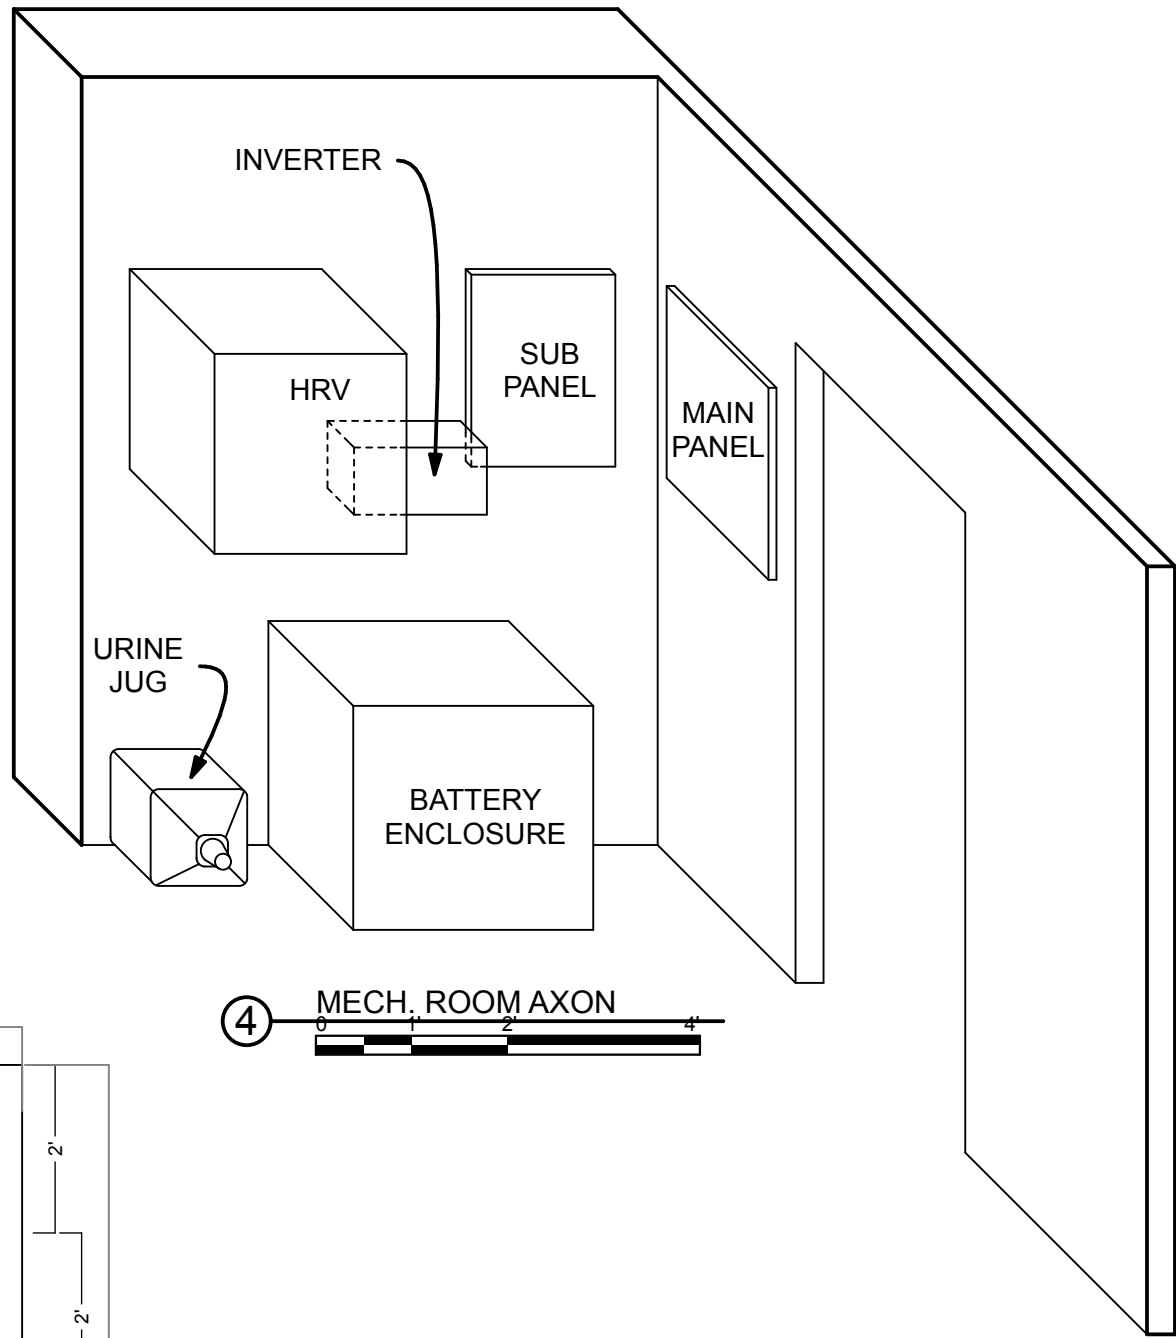 INVERTER
SUB
PANEL
HRV
MAIN
PANEL
URINE
JUG
BATTERY
ENCLOSURE
4
MECH. ROOM AXON
0 1' 2' 4'
2'
2'